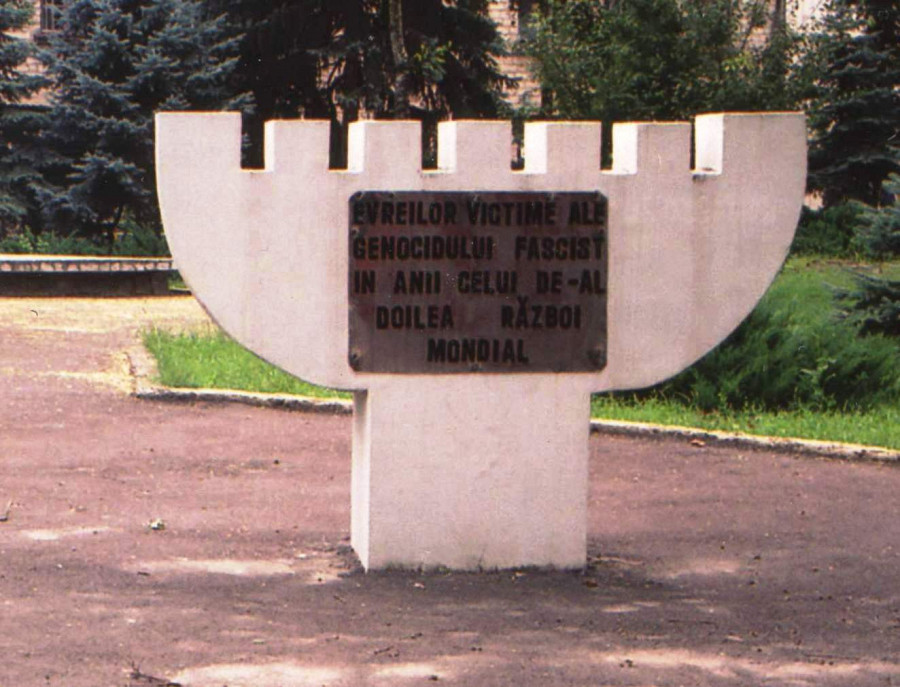 EVREILOR VICTIME ALE
GENOCIDULUI FASCIST
IN ANII CELUI DE-AL
DOILEA RĂZBOI
MONDIAL